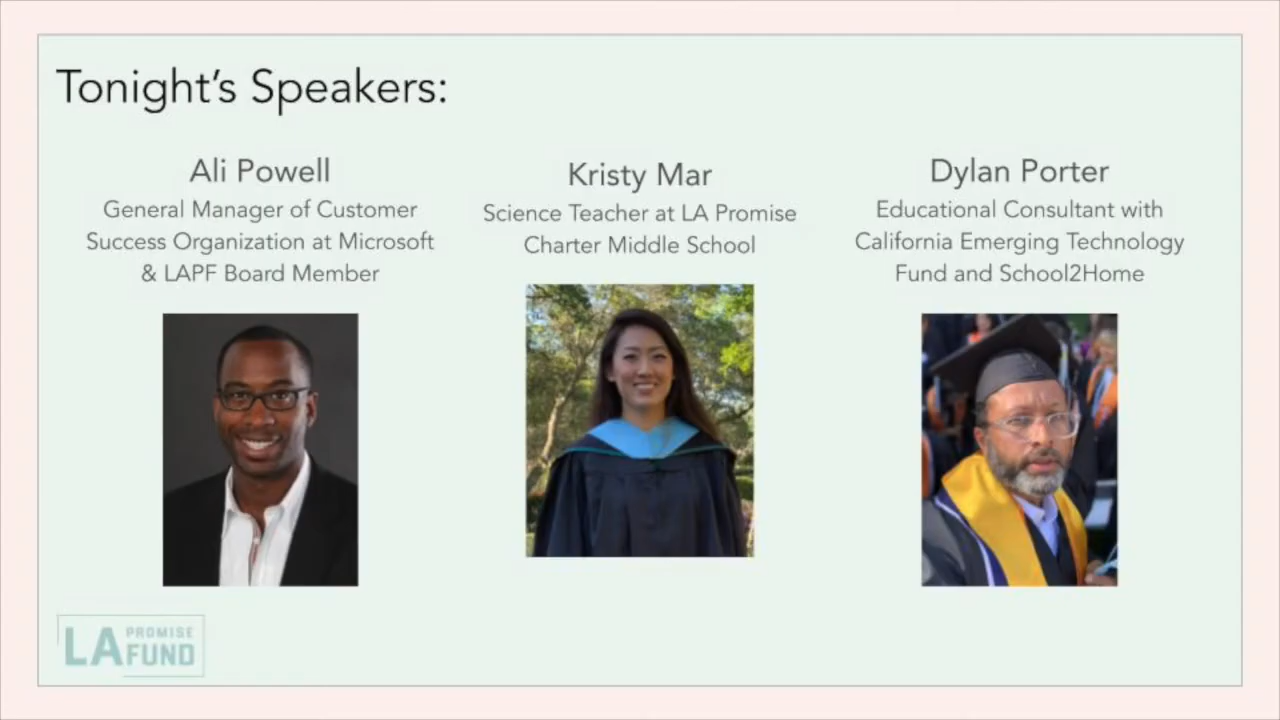 Tonight's Speakers:
Ali Powell
General Manager of Customer
Success Organization at Microsoft
& LAPF Board Member
Kristy Mar
Science Teacher at LA Promise
Charter Middle School
Dylan Porter
Educational Consultant with
California Emerging Technology
Fund and School2Home
LA PROMISE
FUND